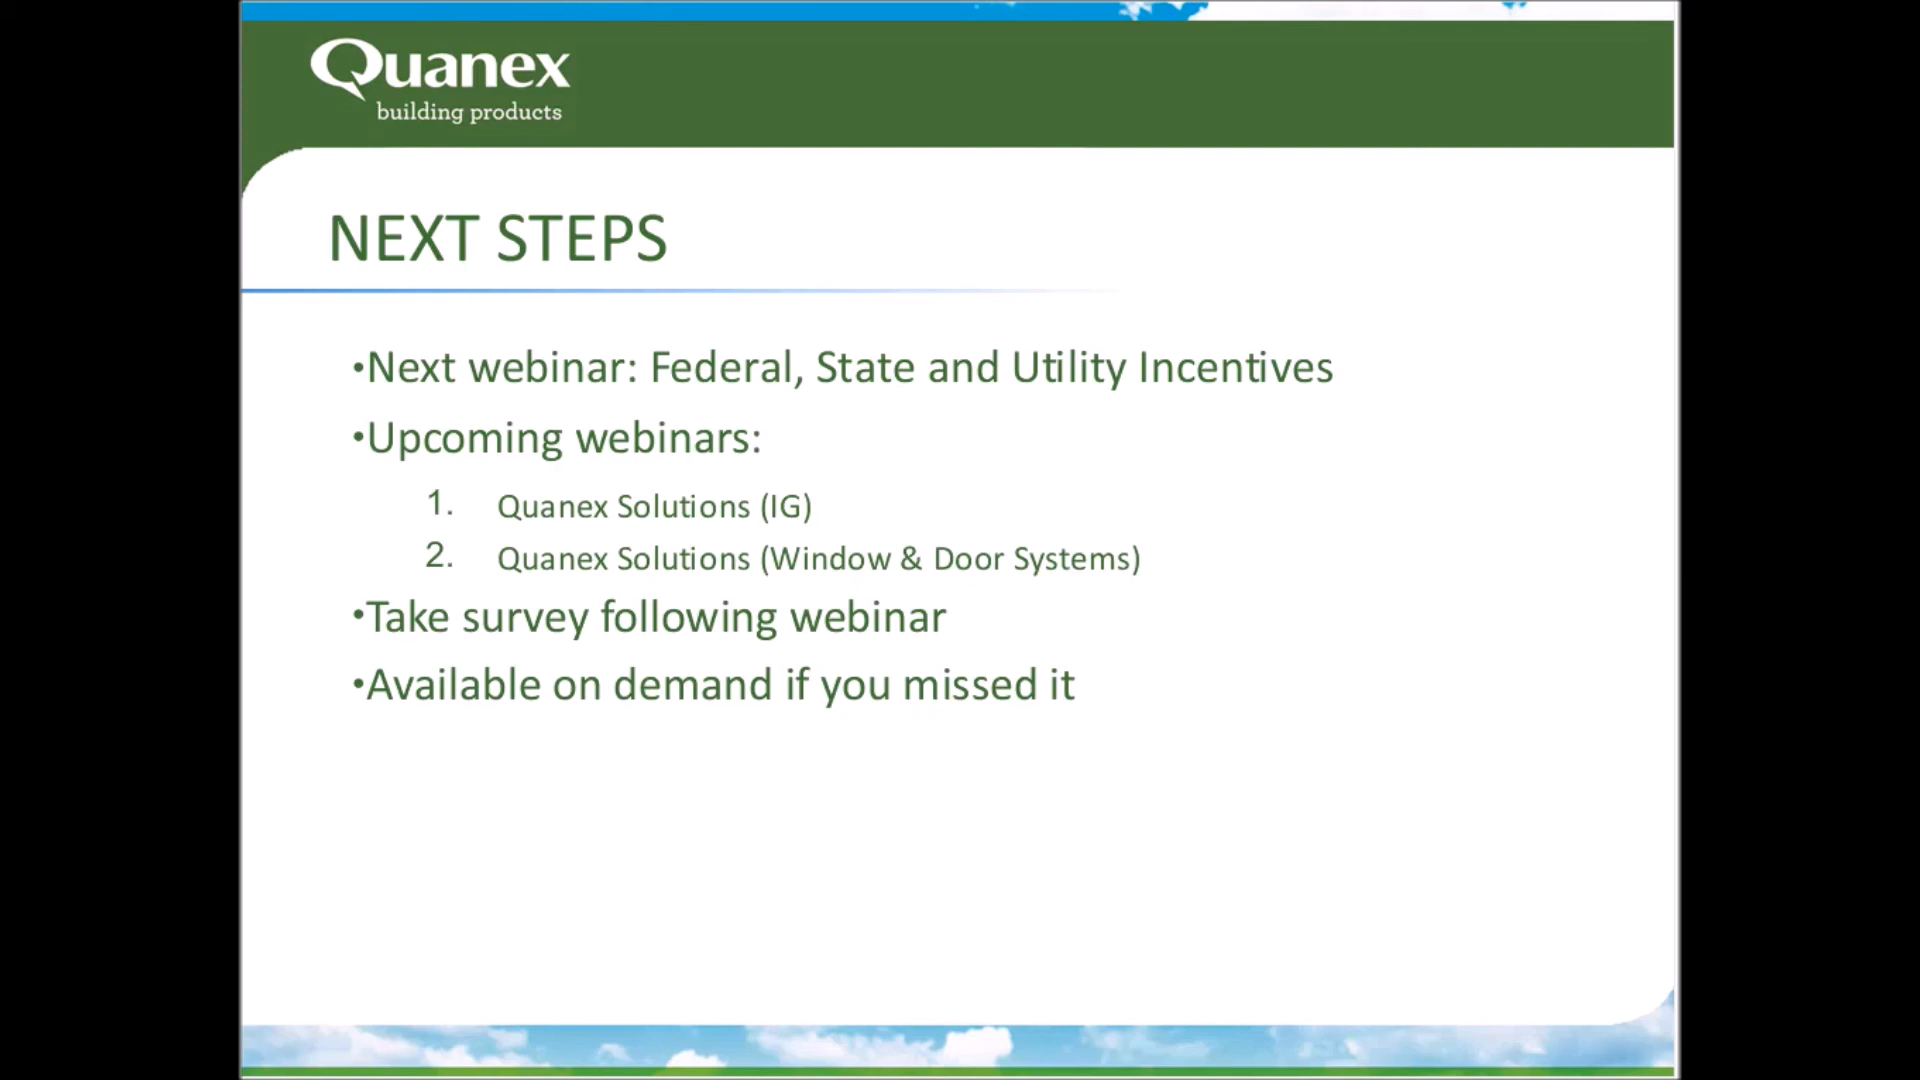 Quanex
building products
NEXT STEPS
•Next webinar: Federal, State and Utility Incentives
•Upcoming webinars:
1. Quanex Solutions (IG)
2. Quanex Solutions (Window & Door Systems)
•Take survey following webinar
•Available on demand if you missed it